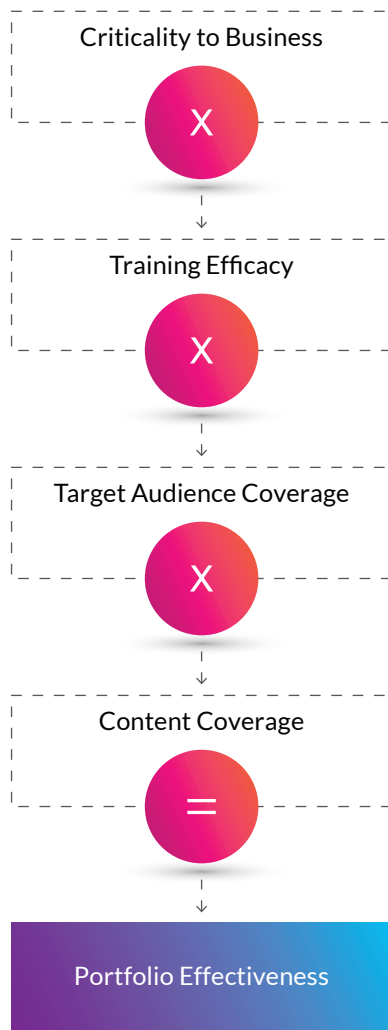 Criticality to Business
X
Training Efficacy
X
Target Audience Coverage
X
Content Coverage
=
Portfolio Effectiveness